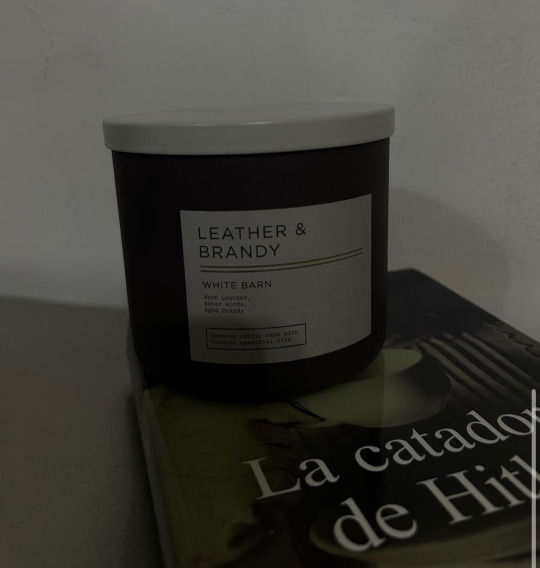 LEATHER &
BRANDY
WHITE BARN
Warm Leather,
Amber Woods,
Aged Brandy
Scented candle made with
natural essential oils
La catador
de Hitl